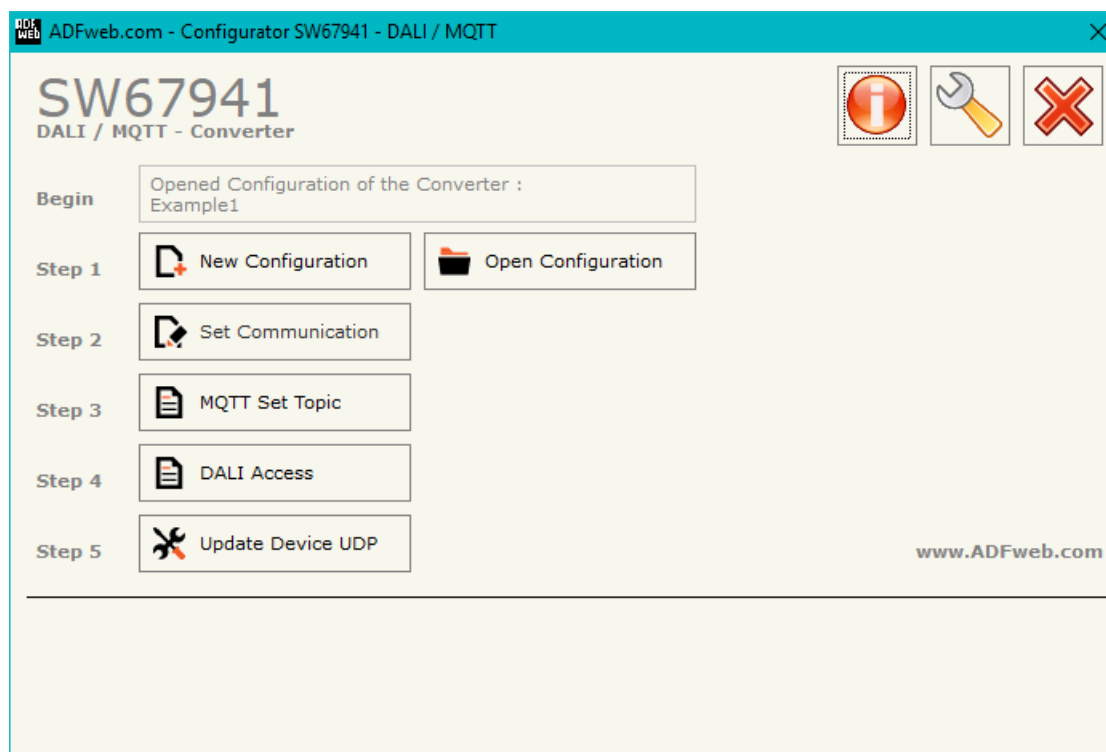 ADF
WEB
ADFweb.com - Configurator SW67941 - DALI / MQTT
SW67941
DALI / MQTT - Converter
Begin
Opened Configuration of the Converter :
Example1
Step 1
New Configuration
Open Configuration
Step 2
Set Communication
Step 3
MQTT Set Topic
Step 4
DALI Access
Step 5
Update Device UDP
www.ADFweb.com